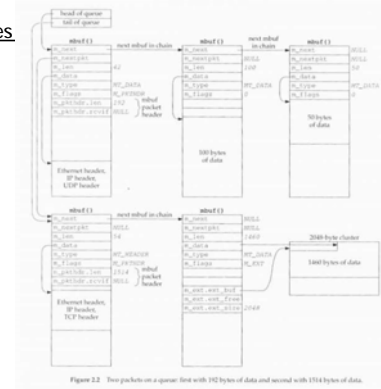 es
head of queue
tail of queue
mbuf{}
next mbuf in chain
mbuf{}
next mbuf in chain
mbuf{}
m_next
m_next
m_next
NULL
m_nextpkt
m_nextpkt
NULL
m_nextpkt
NULL
m_len
42
m_len
100
m_len
50
m_data
m_data
m_data
m_type
MT_DATA
m_type
MT_DATA
m_type
MT_DATA
m_flags
M_PKTHDR
m_flags
0
m_flags
0
m_pkthdr.len
192
m_pkthdr.rcvif
NULL
mbuf
packet
header
100 bytes
of data
50 bytes
of data
Ethernet header,
IP header,
UDP header
mbuf{}
next mbuf in chain
mbuf{}
m_next
m_next
NULL
m_nextpkt
NULL
m_nextpkt
NULL
m_len
54
m_len
1460
2048-byte cluster
m_data
m_data
m_type
MT_HEADER
m_type
MT_DATA
1460 bytes of data
m_flags
M_PKTHDR
m_flags
M_EXT
m_pkthdr.len
1514
m_pkthdr.rcvif
NULL
mbuf
packet
header
Ethernet header,
IP header,
TCP header
m_ext.ext_buf
m_ext.ext_free
m_ext.ext_size
2048
Figure 2.2 Two packets on a queue: first with 192 bytes of data and second with 1514 bytes of data.